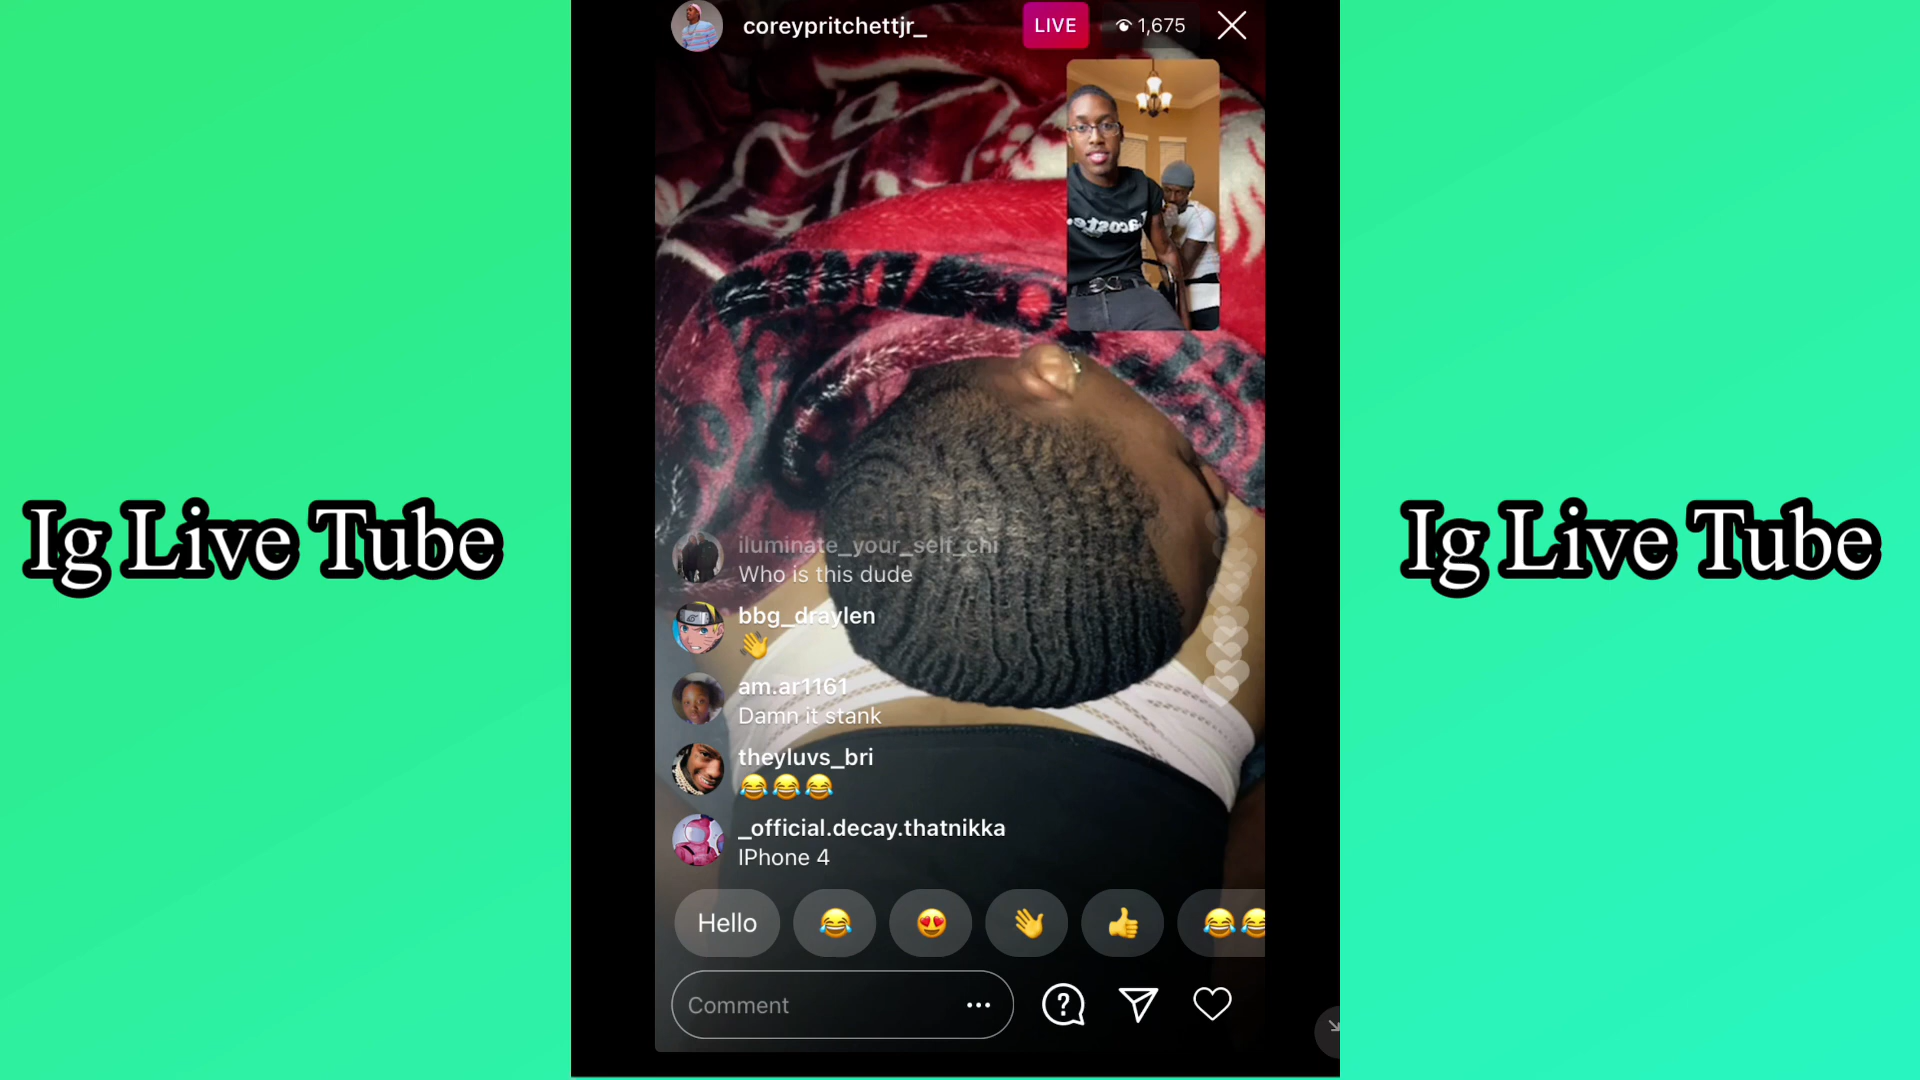 coreypritchettjr_
LIVE
1,675
Lacoste
Ig Live Tube
Ig Live Tube
iluminate_your_self_chi
Who is this dude
bbg_draylen
👋
am.ar1161
Damn it stank
theyluvs_bri
😂😂😂
_official.decay.thatnikka
IPhone 4
Hello
😂
😍
👋
👍
😂😂
Comment